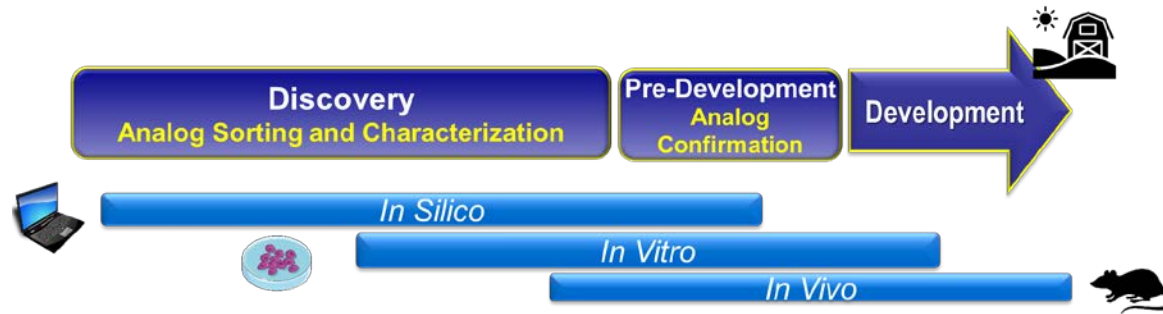 Discovery
Analog Sorting and Characterization
Pre-Development
Analog
Confirmation
Development
In Silico
In Vitro
In Vivo